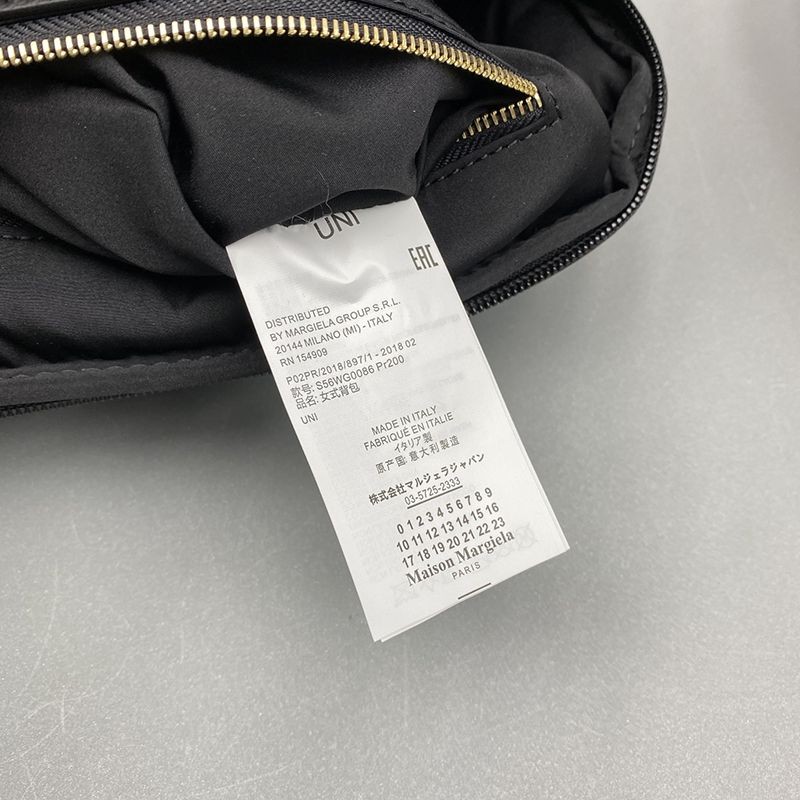 UNI
EAC
DISTRIBUTED
BY MARGIELA GROUP S.R.L.
20144 MILANO (MI) - ITALY
RN 154909
P02PR/2018/897/1 - 2018 02
款号: S56WG0086 Pr200
品名: 女式背包
UNI
MADE IN ITALY
FABRIQUÉ EN ITALIE
イタリア製
原产国: 意大利製造
株式会社マルジェラジャパン
03-5725-2333
0 1 2 3 4 5 6 7 8 9
10 11 12 13 14 15 16
17 18 19 20 21 22 23
Maison Margiela
PARIS